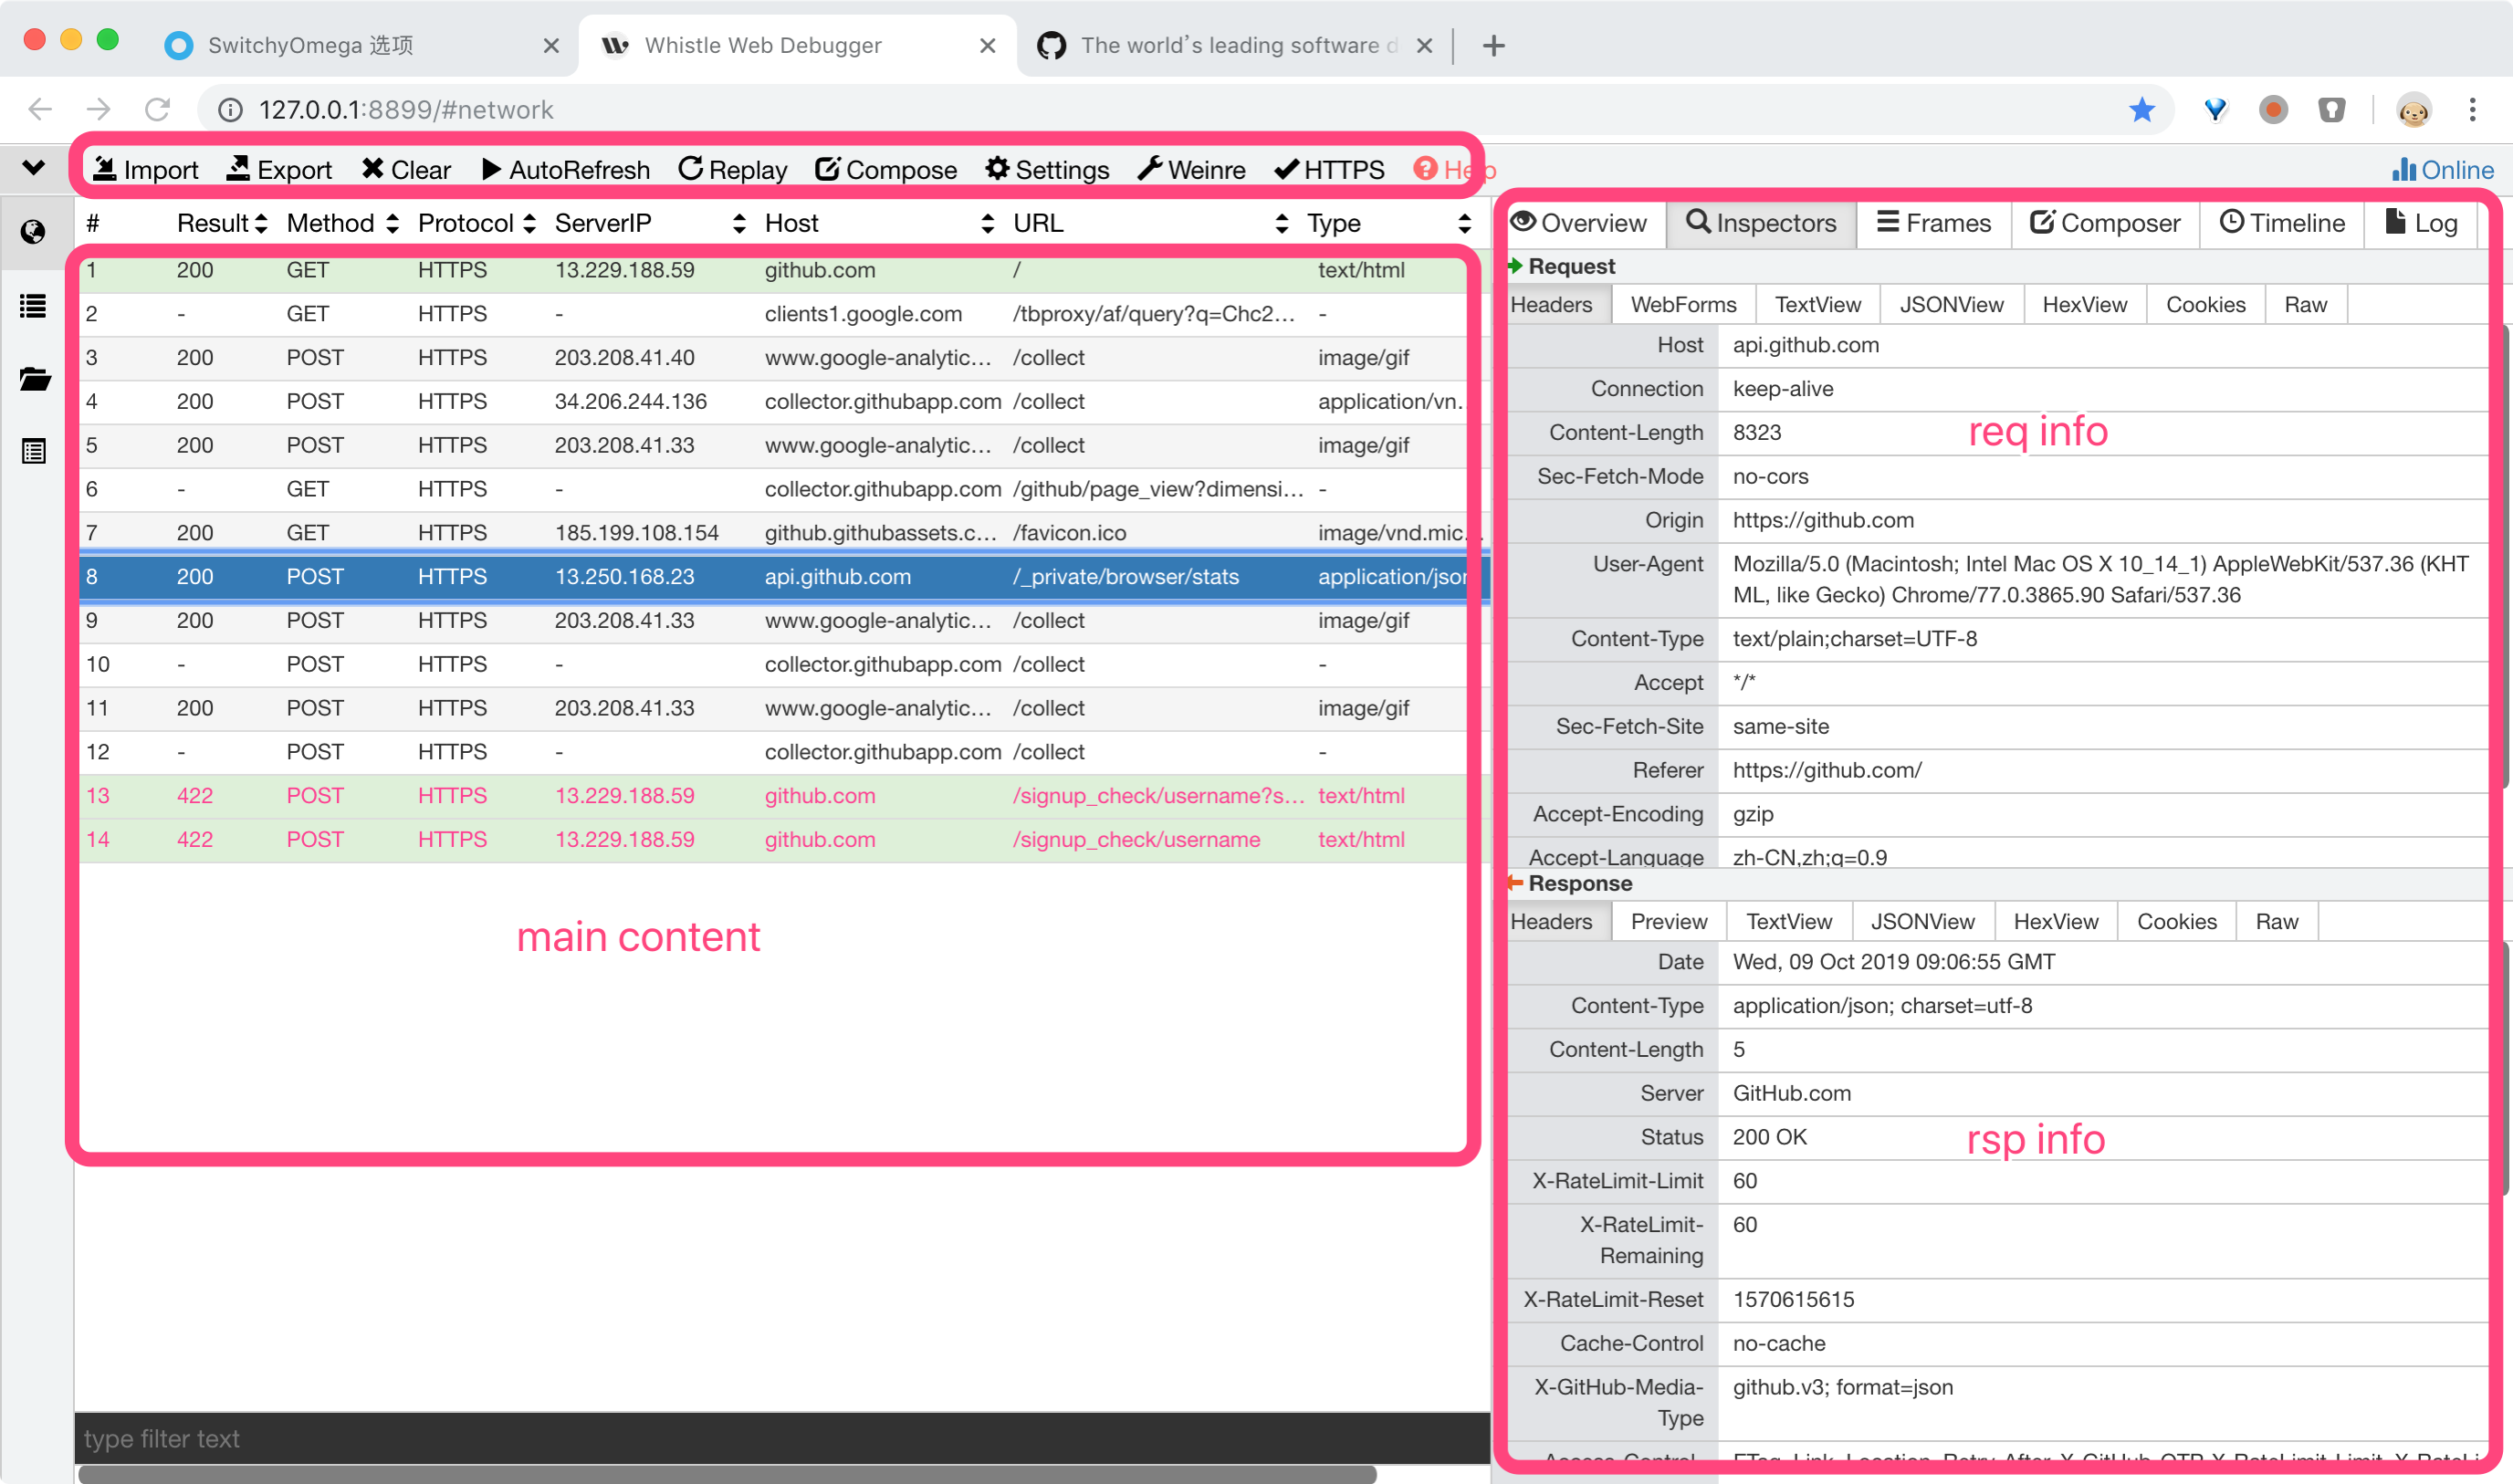 SwitchyOmega 选项
Whistle Web Debugger
The world's leading software d
127.0.0.1:8899/#network
Import Export Clear AutoRefresh Replay Compose Settings Weinre HTTPS Help Online
# Result Method Protocol ServerIP Host URL Type
1 200 GET HTTPS 13.229.188.59 github.com / text/html
2 - GET HTTPS clients1.google.com /tbproxy/af/query?q=Chc2... -
3 200 POST HTTPS 203.208.41.40 www.google-analytic... /collect image/gif
4 200 POST HTTPS 34.206.244.136 collector.githubapp.com /collect application/vn.
5 200 POST HTTPS 203.208.41.33 www.google-analytic... /collect image/gif
6 - GET HTTPS - collector.githubapp.com /github/page_view?dimensi... -
7 200 GET HTTPS 185.199.108.154 github.githubassets.c... /favicon.ico image/vnd.mic...
8 200 POST HTTPS 13.250.168.23 api.github.com /_private/browser/stats application/json
9 200 POST HTTPS 203.208.41.33 www.google-analytic... /collect image/gif
10 - POST HTTPS - collector.githubapp.com /collect -
11 200 POST HTTPS 203.208.41.33 www.google-analytic... /collect image/gif
12 - POST HTTPS - collector.githubapp.com /collect -
13 422 POST HTTPS 13.229.188.59 github.com /signup_check/username?s... text/html
14 422 POST HTTPS 13.229.188.59 github.com /signup_check/username text/html
main content
type filter text
Overview Inspectors Frames Composer Timeline Log
Request
Headers WebForms TextView JSONView HexView Cookies Raw
Host api.github.com
Connection keep-alive
Content-Length 8323
req info
Sec-Fetch-Mode no-cors
Origin https://github.com
User-Agent Mozilla/5.0 (Macintosh; Intel Mac OS X 10_14_1) AppleWebKit/537.36 (KHT
ML, like Gecko) Chrome/77.0.3865.90 Safari/537.36
Content-Type text/plain;charset=UTF-8
Accept */*
Sec-Fetch-Site same-site
Referer https://github.com/
Accept-Encoding gzip
Accept-Language zh-CN,zh;q=0.9
Response
Headers Preview TextView JSONView HexView Cookies Raw
Date Wed, 09 Oct 2019 09:06:55 GMT
Content-Type application/json; charset=utf-8
Content-Length 5
Server GitHub.com
Status 200 OK
rsp info
X-RateLimit-Limit 60
X-RateLimit-
Remaining 60
X-RateLimit-Reset 1570615615
Cache-Control no-cache
X-GitHub-Media-
Type github.v3; format=json
Access-Control- ETag, Link, Location, Retry-After, X-GitHub-OTP, X-RateLimit-Limit, X-RateLi